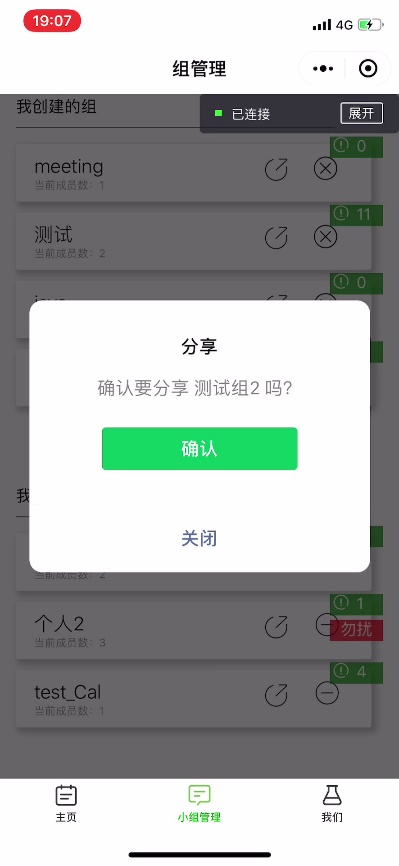 19:07
4G
组管理
我创建的组
已连接
展开
0
meeting
当前成员数：1
11
测试
当前成员数：2
0
分享
确认要分享 测试组2 吗?
确认
关闭
我
当前成员数：2
1
个人2
勿扰
当前成员数：3
4
test_Cal
当前成员数：1
主页
小组管理
我们